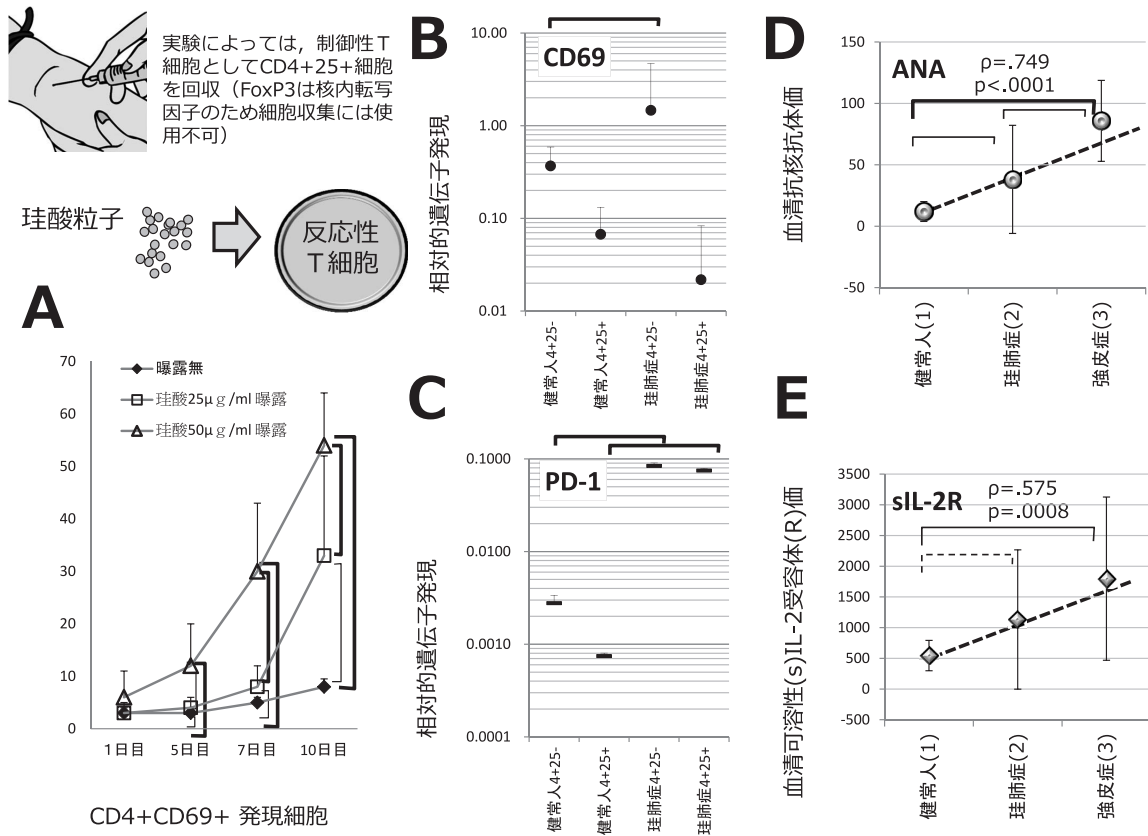 実験によっては，制御性T
細胞としてCD4+25+細胞
を回収（FoxP3は核内転写
因子のため細胞収集には使
用不可）
珪酸粒子
反応性
T細胞
A
70
60
50
40
30
20
10
0
曝露無
珪酸25μｇ/ml 曝露
珪酸50μｇ/ml 曝露
1日目
5日目
7日目
10日目
CD4+CD69+ 発現細胞
B
CD69
相対的遺伝子発現
10.00
1.00
0.10
0.01
健常人4+25-
健常人4+25+
珪肺症4+25-
珪肺症4+25+
C
PD-1
相対的遺伝子発現
0.1000
0.0100
0.0010
0.0001
健常人4+25-
健常人4+25+
珪肺症4+25-
珪肺症4+25+
D
ANA
ρ=.749
p<.0001
血清抗核抗体価
150
100
50
0
-50
健常人(1)
珪肺症(2)
強皮症(3)
E
sIL-2R
ρ=.575
p=.0008
血清可溶性(s)IL-2受容体(R)価
3500
3000
2500
2000
1500
1000
500
0
-500
健常人(1)
珪肺症(2)
強皮症(3)